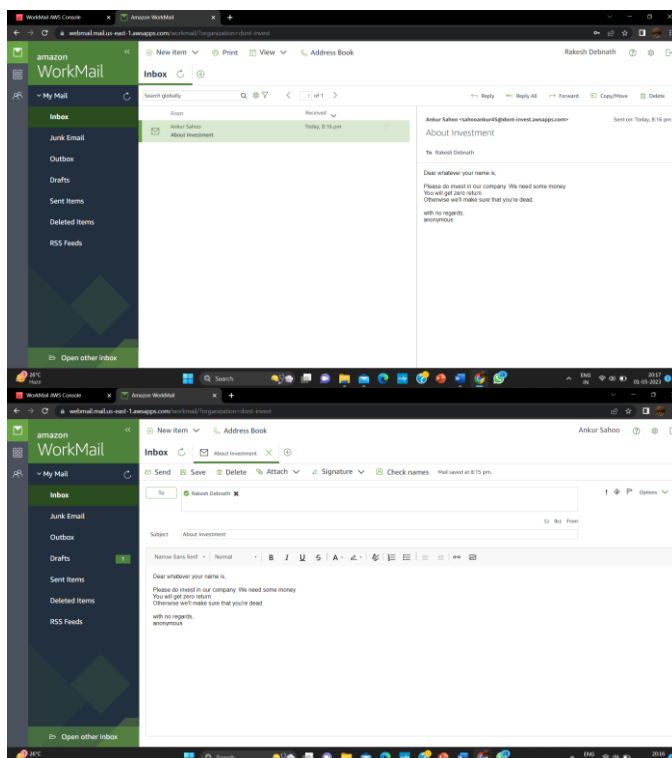 WorkMail AWS Console
Amazon WorkMail
webmail.mail.us-east-1.awsapps.com/workmail/?organization=dont-invest
amazon
WorkMail
New item
Print
View
Address Book
Rakesh Debnath
Inbox
My Mail
Inbox
Junk Email
Outbox
Drafts
Sent Items
Deleted Items
RSS Feeds
Open other inbox
Search globally
1 of 1
Reply
Reply All
Forward
Copy/Move
Delete
From
Received
Ankur Sahoo
About Investment
Today, 8:16 pm
Ankur Sahoo <sahooankur45@dont-invest.awsapps.com>
Sent on: Today, 8:16 pm
About Investment
To Rakesh Debnath
Dear whatever your name is,
Please do invest in our company. We need some money
You will get zero return.
Otherwise we'll make sure that you're dead.
with no regards,
anonymous
26°C
Haze
Search
ENG
IN
20:17
01-03-2023
WorkMail AWS Console
Amazon WorkMail
webmail.mail.us-east-1.awsapps.com/workmail/?organization=dont-invest
amazon
WorkMail
New item
Address Book
Ankur Sahoo
Inbox
About Investment
My Mail
Inbox
Junk Email
Outbox
Drafts
1
Sent Items
Deleted Items
RSS Feeds
Open other inbox
Send
Save
Delete
Attach
Signature
Check names
Mail saved at 8:15 pm.
To
Rakesh Debnath
Options
Cc
Bcc
From
Subject
About Investment
Narrow Sans Serif
Normal
B I U S A
Dear whatever your name is,
Please do invest in our company. We need some money
You will get zero return.
Otherwise we'll make sure that you're dead.
with no regards,
anonymous
26°C
Search
ENG
20:16